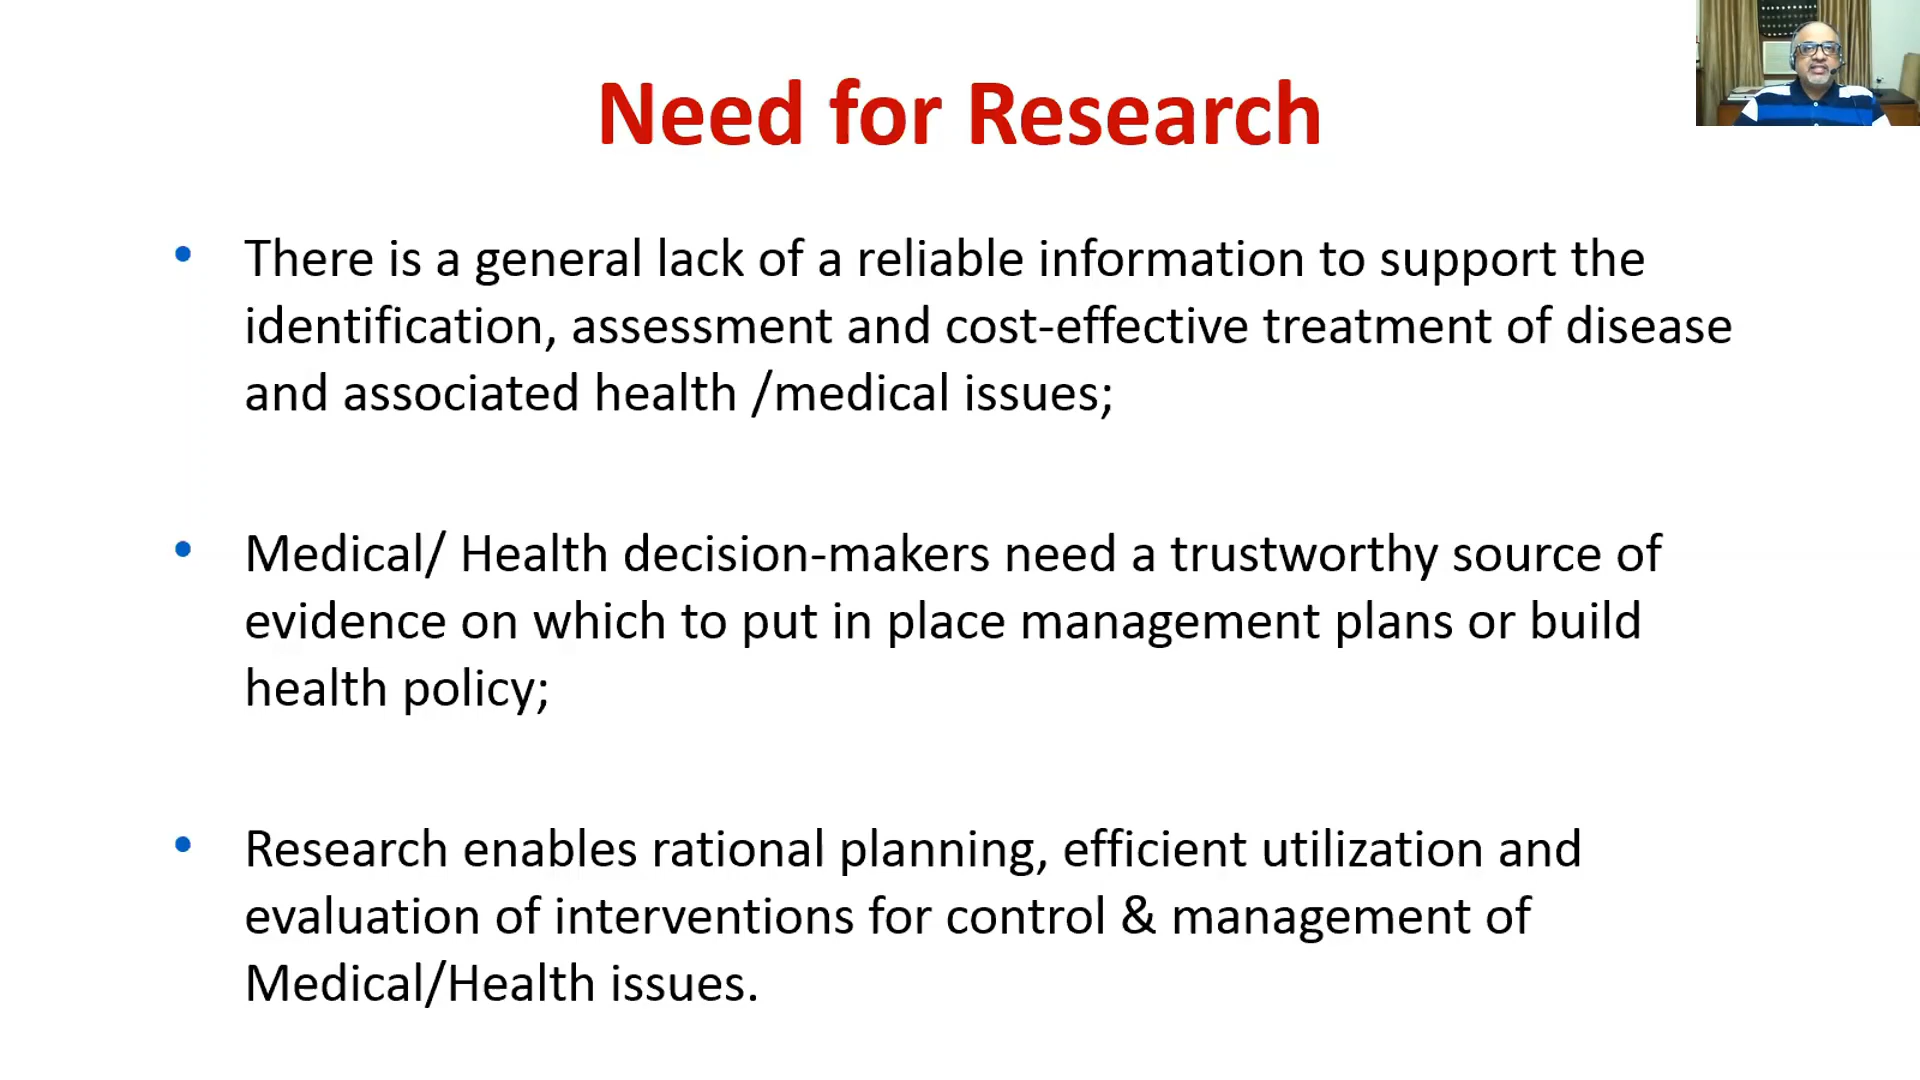 Need for Research
• There is a general lack of a reliable information to support the
identification, assessment and cost-effective treatment of disease
and associated health /medical issues;
• Medical/ Health decision-makers need a trustworthy source of
evidence on which to put in place management plans or build
health policy;
• Research enables rational planning, efficient utilization and
evaluation of interventions for control & management of
Medical/Health issues.